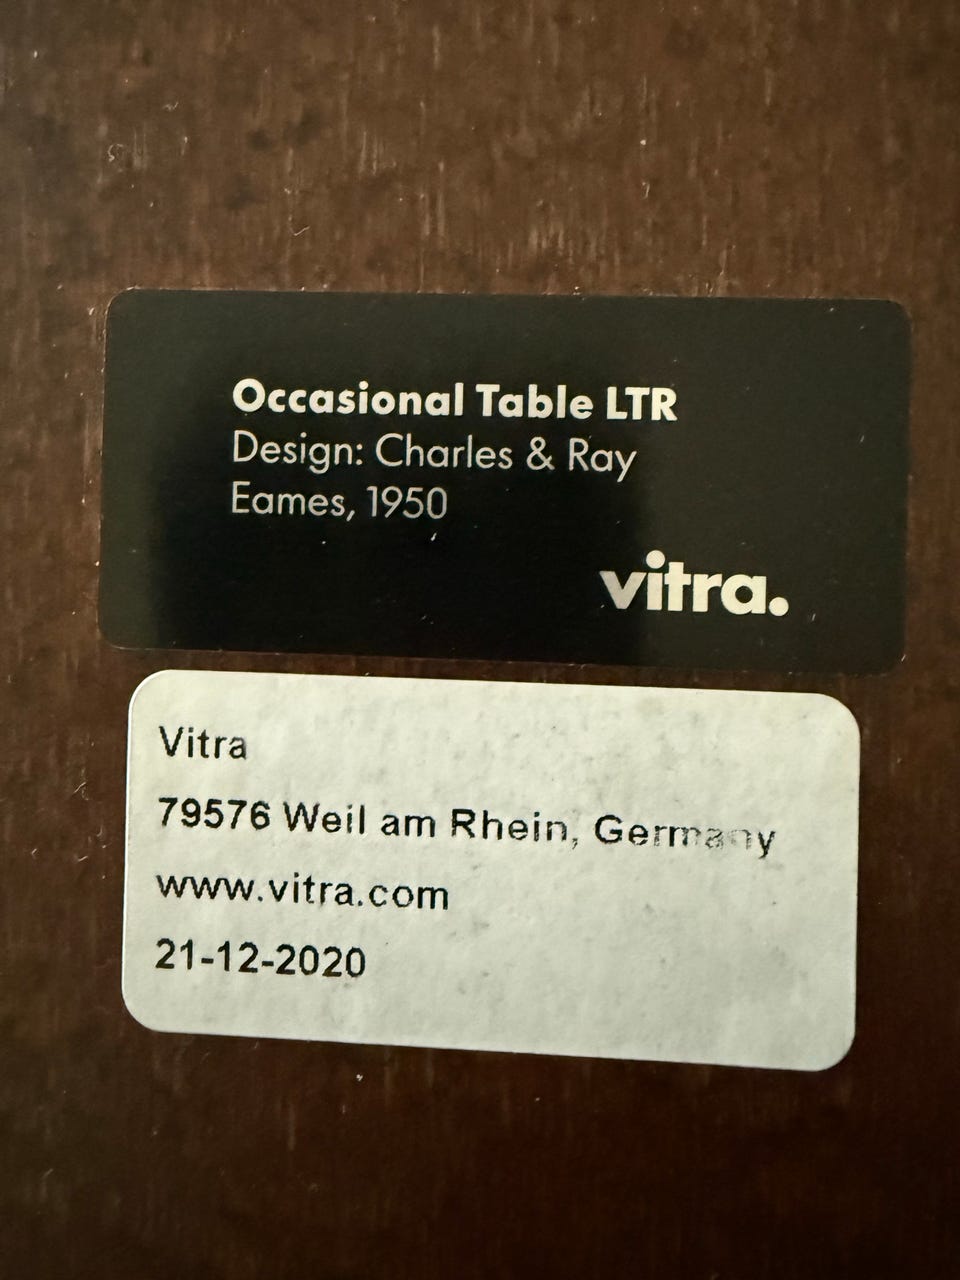 Occasional Table LTR
Design: Charles & Ray
Eames, 1950
vitra.
Vitra
79576 Weil am Rhein, Germany
www.vitra.com
21-12-2020